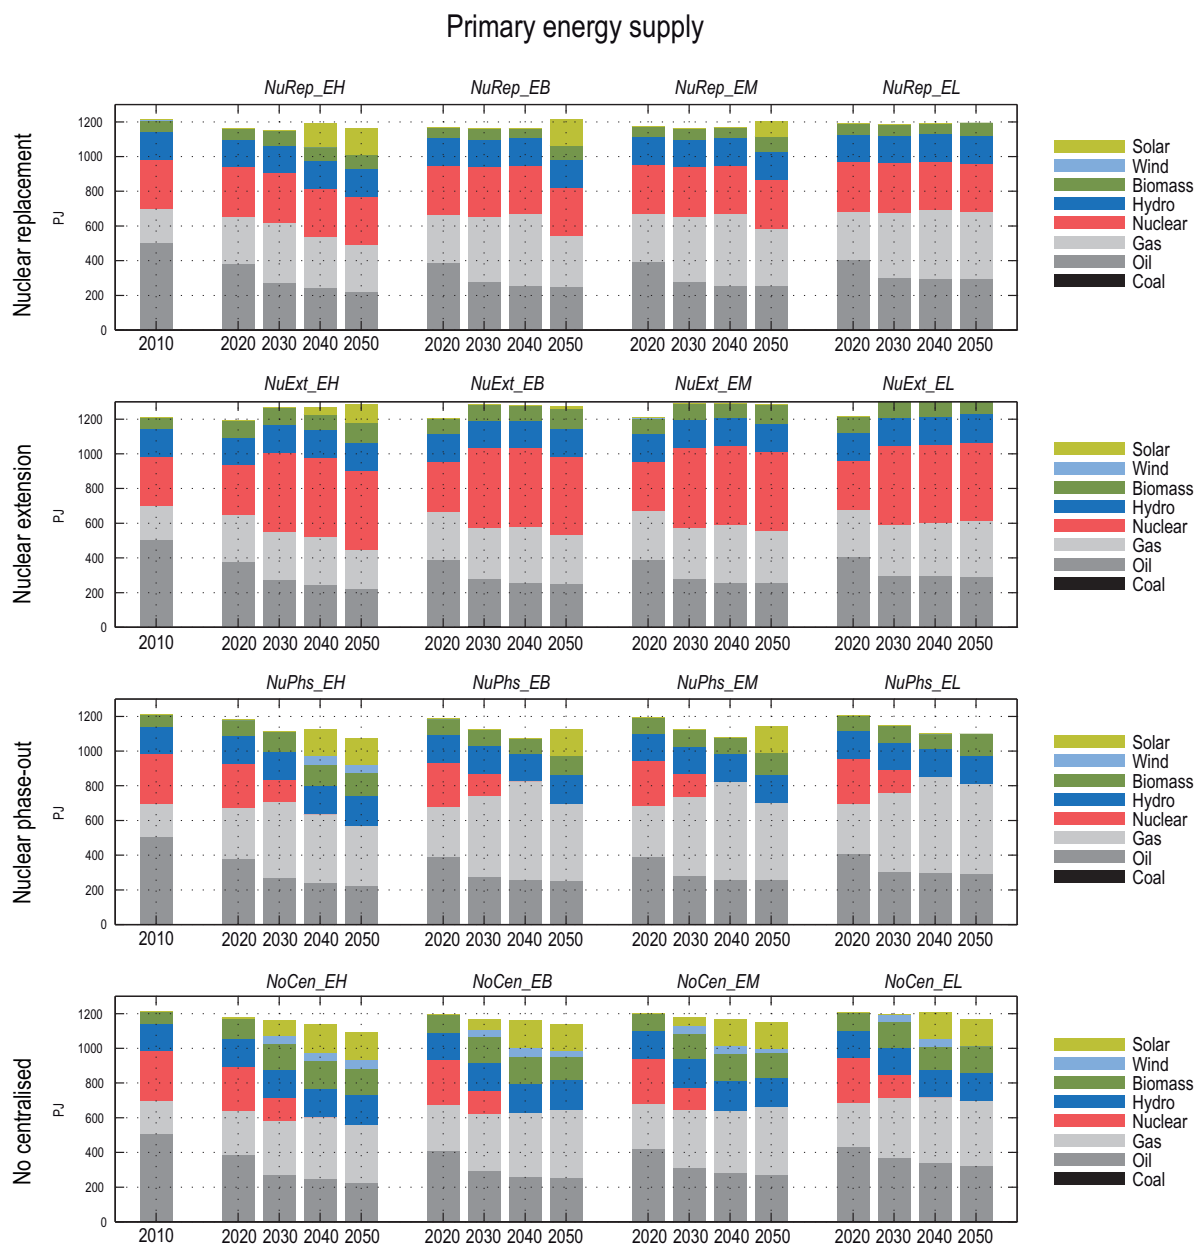 Primary energy supply
Nuclear replacement
PJ
NuRep_EH NuRep_EB NuRep_EM NuRep_EL
1200
1000
800
600
400
200
0
2010 2020 2030 2040 2050 2020 2030 2040 2050 2020 2030 2040 2050 2020 2030 2040 2050
Solar
Wind
Biomass
Hydro
Nuclear
Gas
Oil
Coal
Nuclear extension
PJ
NuExt_EH NuExt_EB NuExt_EM NuExt_EL
1200
1000
800
600
400
200
0
2010 2020 2030 2040 2050 2020 2030 2040 2050 2020 2030 2040 2050 2020 2030 2040 2050
Solar
Wind
Biomass
Hydro
Nuclear
Gas
Oil
Coal
Nuclear phase-out
PJ
NuPhs_EH NuPhs_EB NuPhs_EM NuPhs_EL
1200
1000
800
600
400
200
0
2010 2020 2030 2040 2050 2020 2030 2040 2050 2020 2030 2040 2050 2020 2030 2040 2050
Solar
Wind
Biomass
Hydro
Nuclear
Gas
Oil
Coal
No centralised
PJ
NoCen_EH NoCen_EB NoCen_EM NoCen_EL
1200
1000
800
600
400
200
0
2010 2020 2030 2040 2050 2020 2030 2040 2050 2020 2030 2040 2050 2020 2030 2040 2050
Solar
Wind
Biomass
Hydro
Nuclear
Gas
Oil
Coal